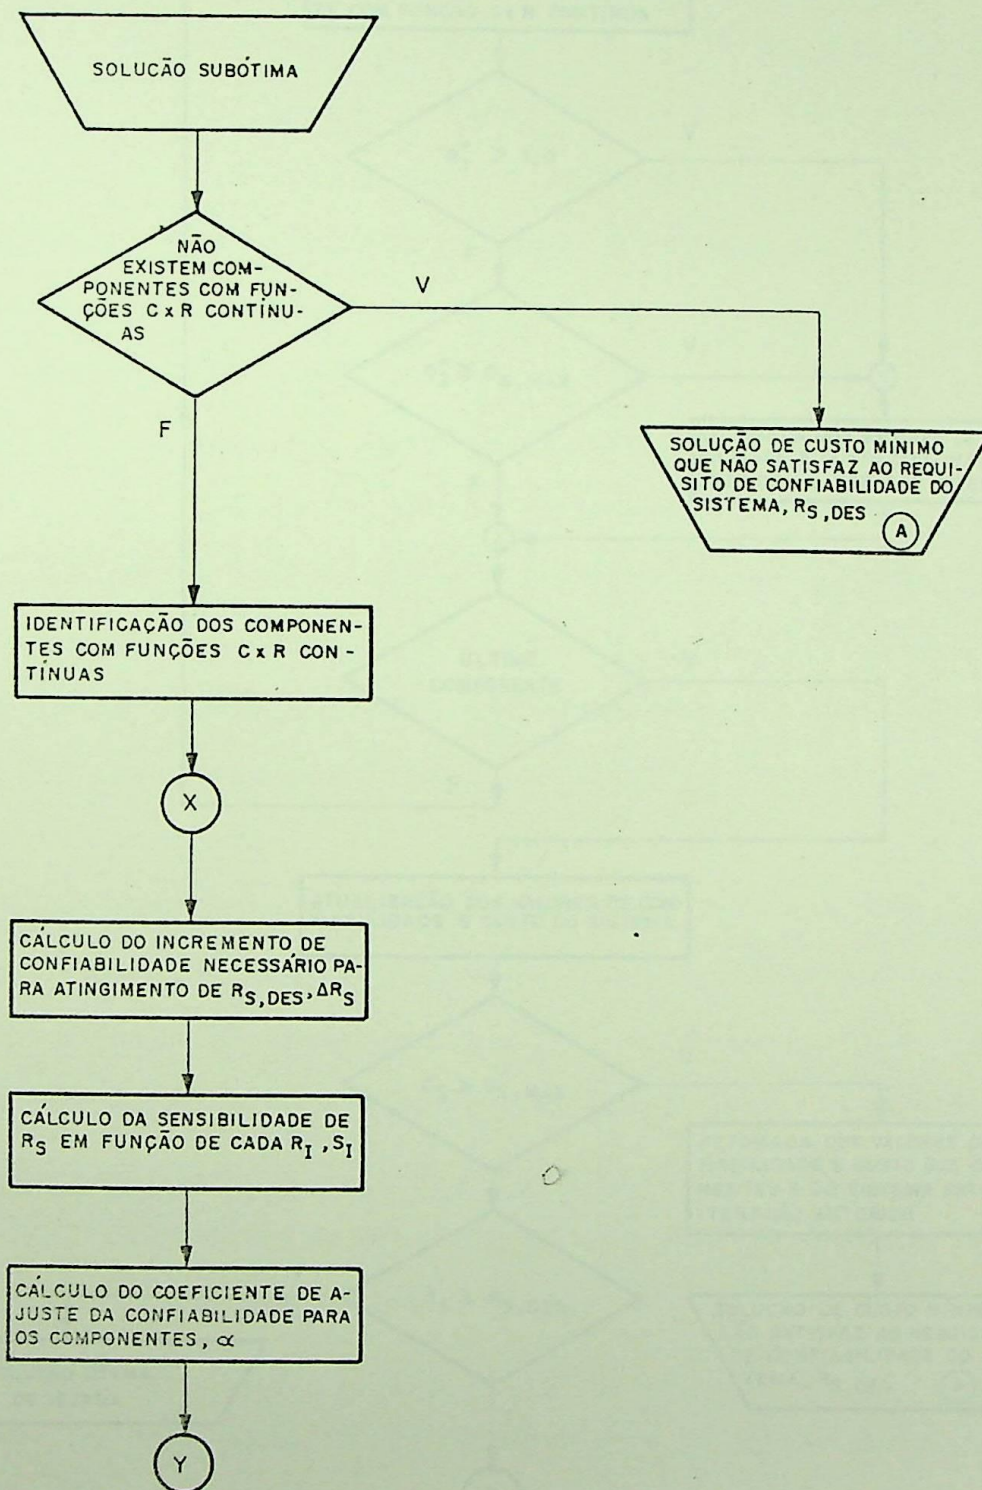 SOLUCÃO SUBÓTIMA
NÃO
EXISTEM COM-
PONENTES COM FUN-
ÇÕES C x R CONTÍNU-
AS
V
F
SOLUÇÃO DE CUSTO MÍNIMO
QUE NÃO SATISFAZ AO REQUI-
SITO DE CONFIABILIDADE DO
SISTEMA, RS,DES
A
IDENTIFICAÇÃO DOS COMPONEN-
TES COM FUNÇÕES C x R CON-
TÍNUAS
X
CÁLCULO DO INCREMENTO DE
CONFIABILIDADE NECESSÁRIO PA-
RA ATINGIMENTO DE RS,DES, ΔRS
CÁLCULO DA SENSIBILIDADE DE
RS EM FUNÇÃO DE CADA RI, SI
CÁLCULO DO COEFICIENTE DE A-
JUSTE DA CONFIABILIDADE PARA
OS COMPONENTES, α
Y